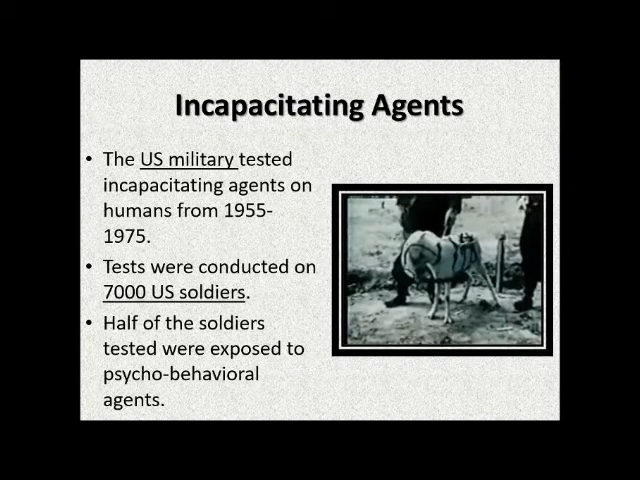 Incapacitating Agents
• The US military tested
incapacitating agents on
humans from 1955-
1975.
• Tests were conducted on
7000 US soldiers.
• Half of the soldiers
tested were exposed to
psycho-behavioral
agents.